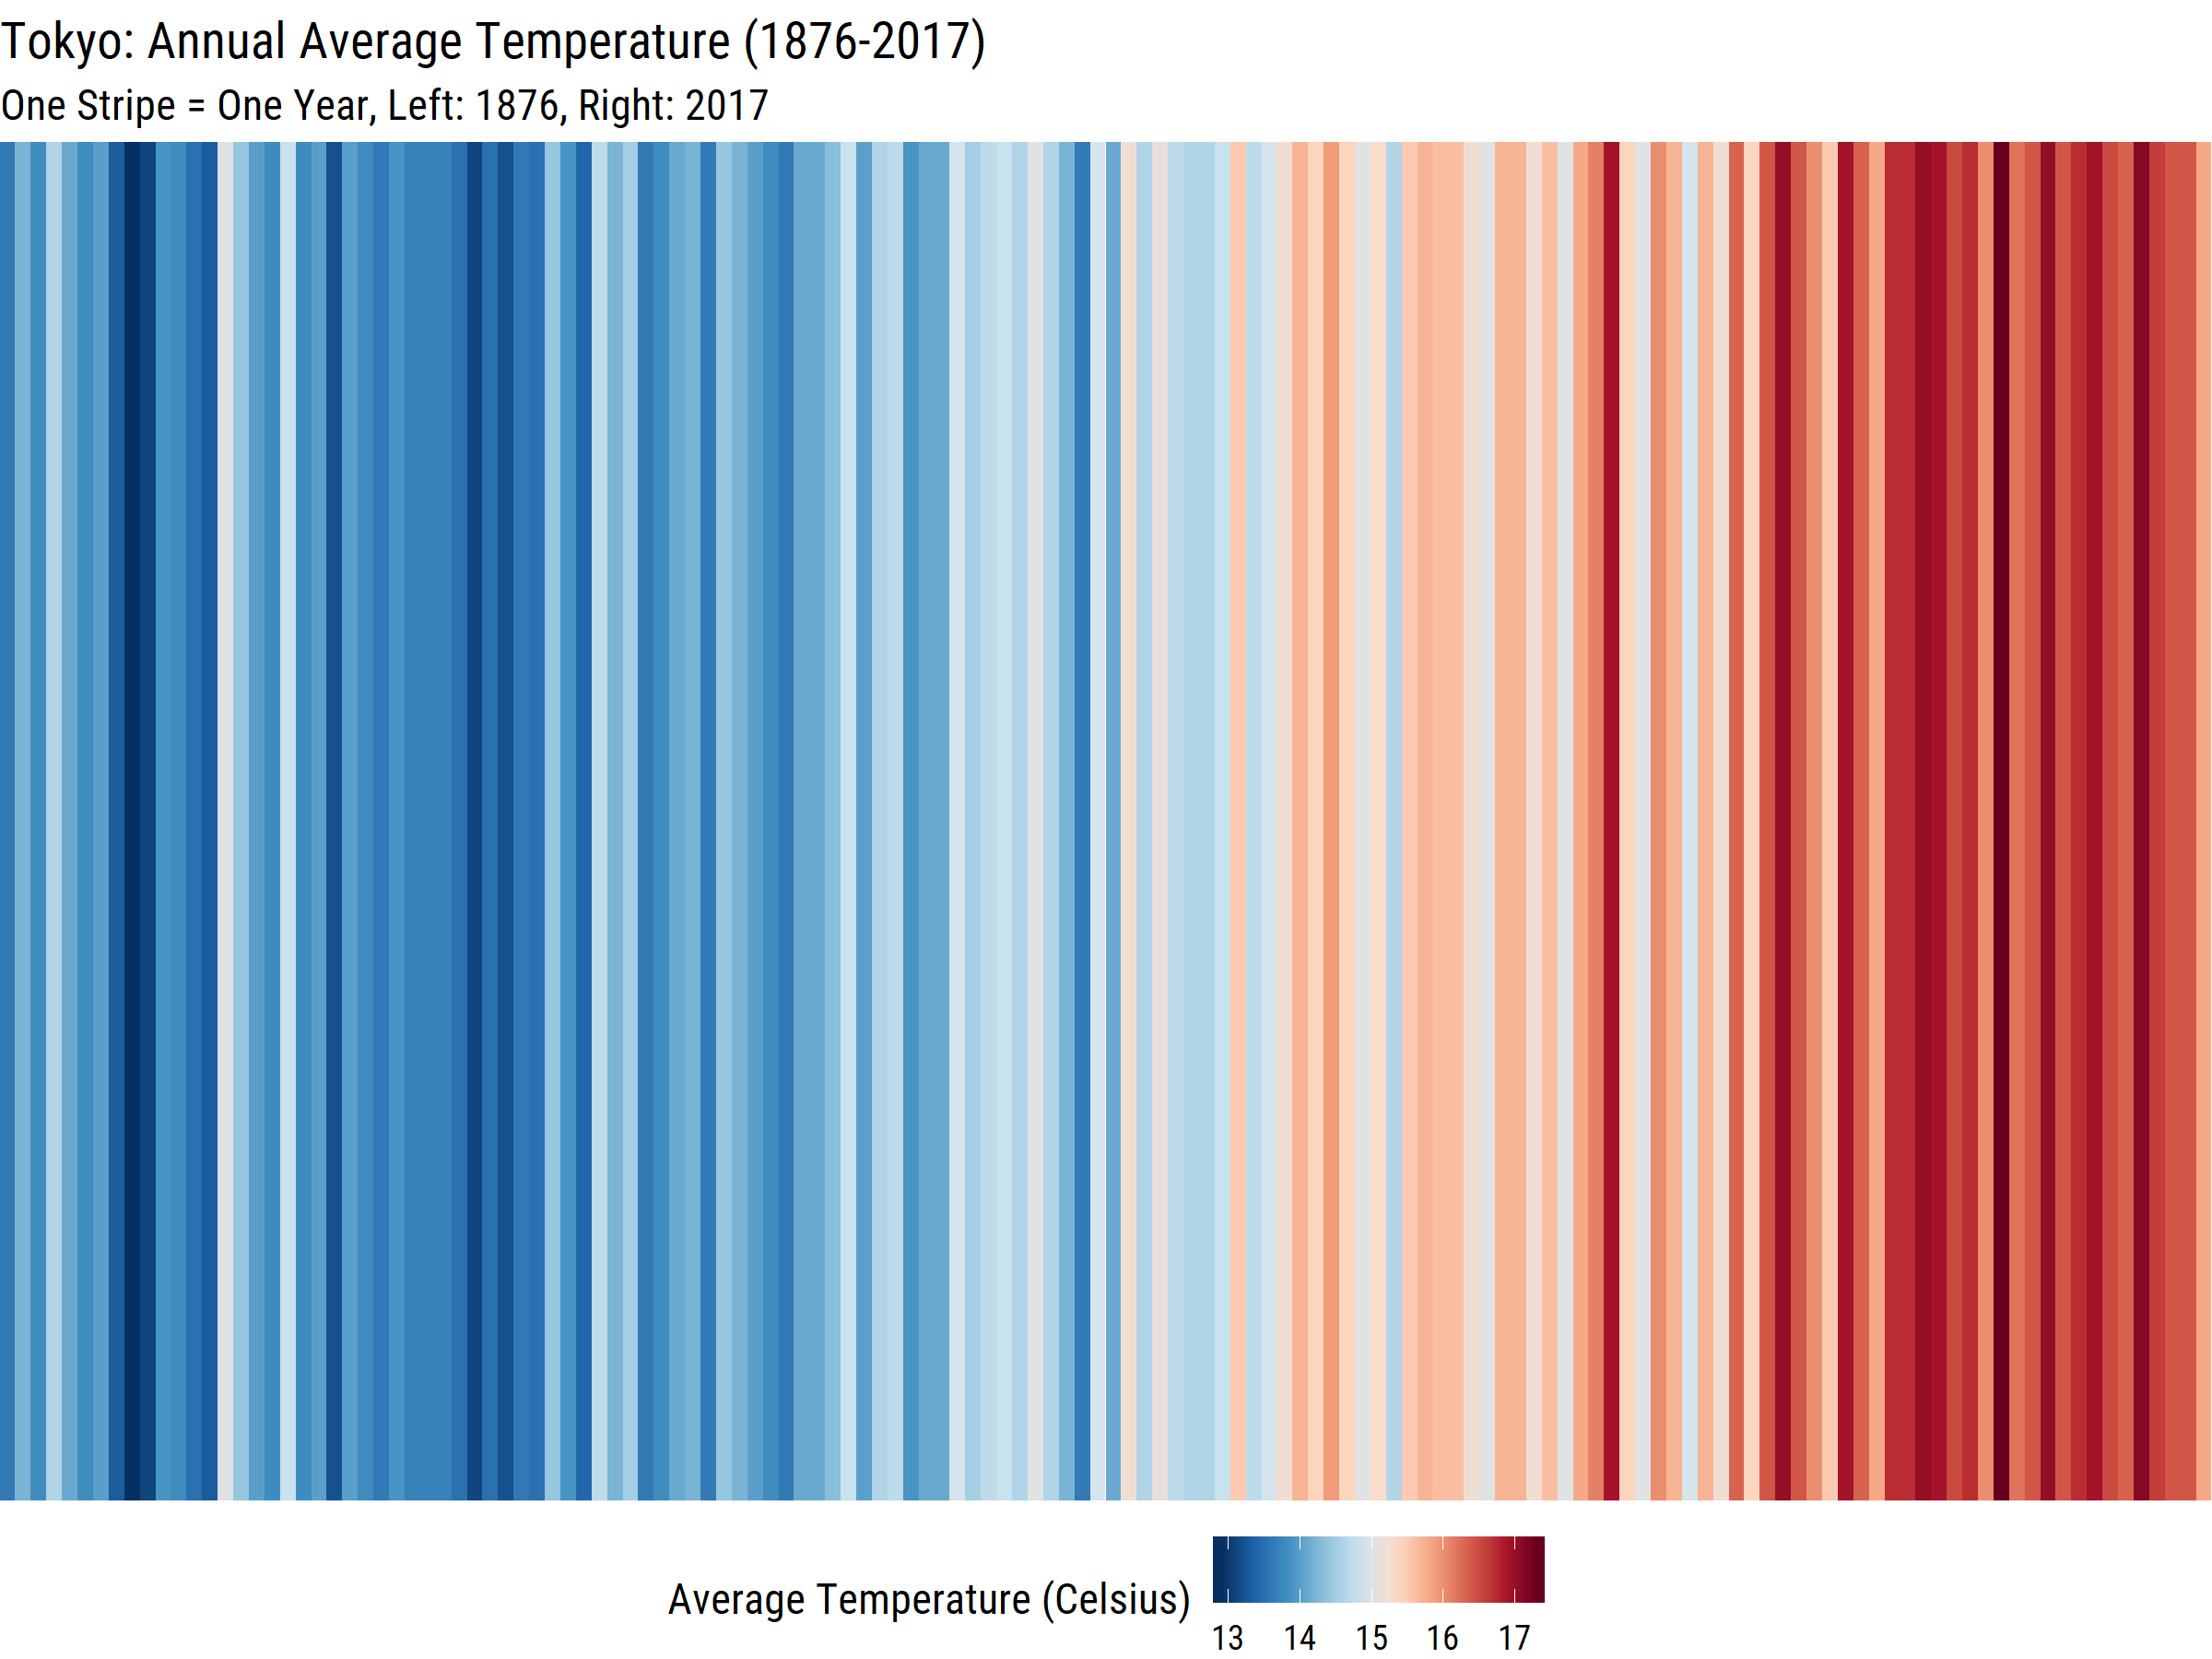 Tokyo: Annual Average Temperature (1876-2017)
One Stripe = One Year, Left: 1876, Right: 2017
Average Temperature (Celsius)
13 14 15 16 17